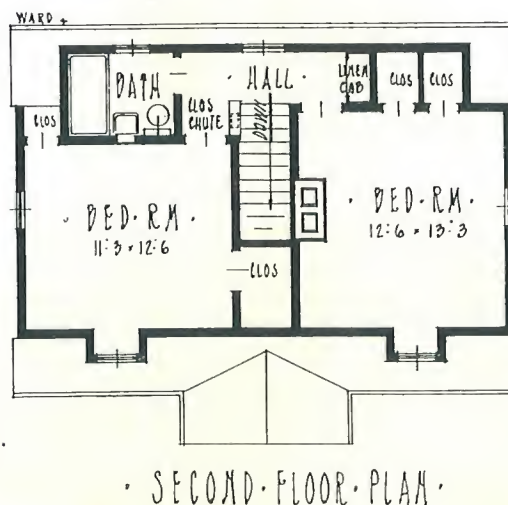 WARD 4
BATH
HALL
LINEN
CAB
CLOS
CLOS
CLOS
CLOS
CHUTE
DOWN
· BED·RM·
11:3 × 12:6
· BED·RM·
12:6 × 13:3
CLOS
· SECOND·FLOOR·PLAN·